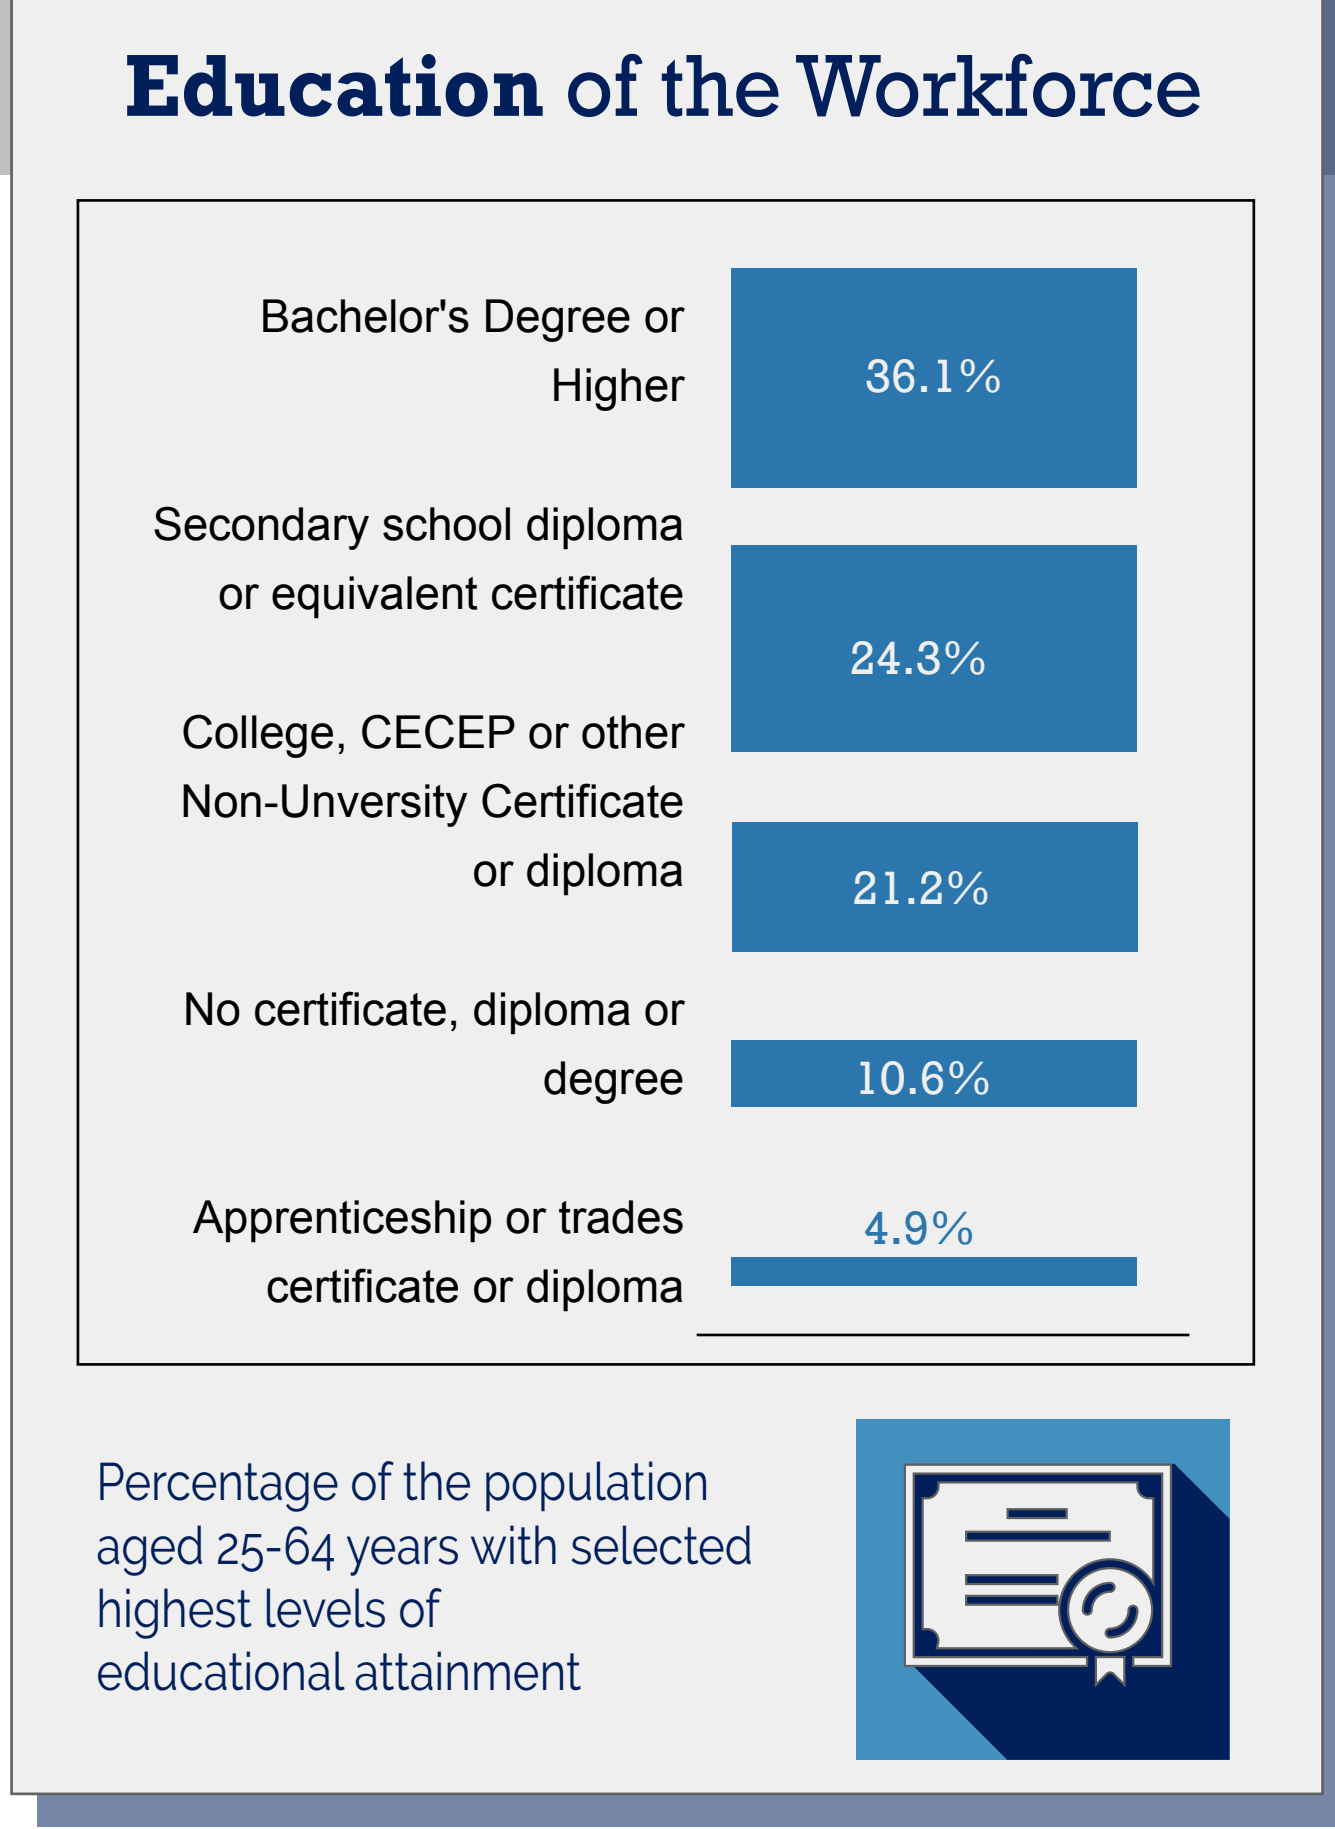 Education of the Workforce
Bachelor's Degree or
Higher
36.1%
Secondary school diploma
or equivalent certificate
24.3%
College, CECEP or other
Non-Unversity Certificate
or diploma
21.2%
No certificate, diploma or
degree
10.6%
Apprenticeship or trades
certificate or diploma
4.9%
Percentage of the population
aged 25-64 years with selected
highest levels of
educational attainment